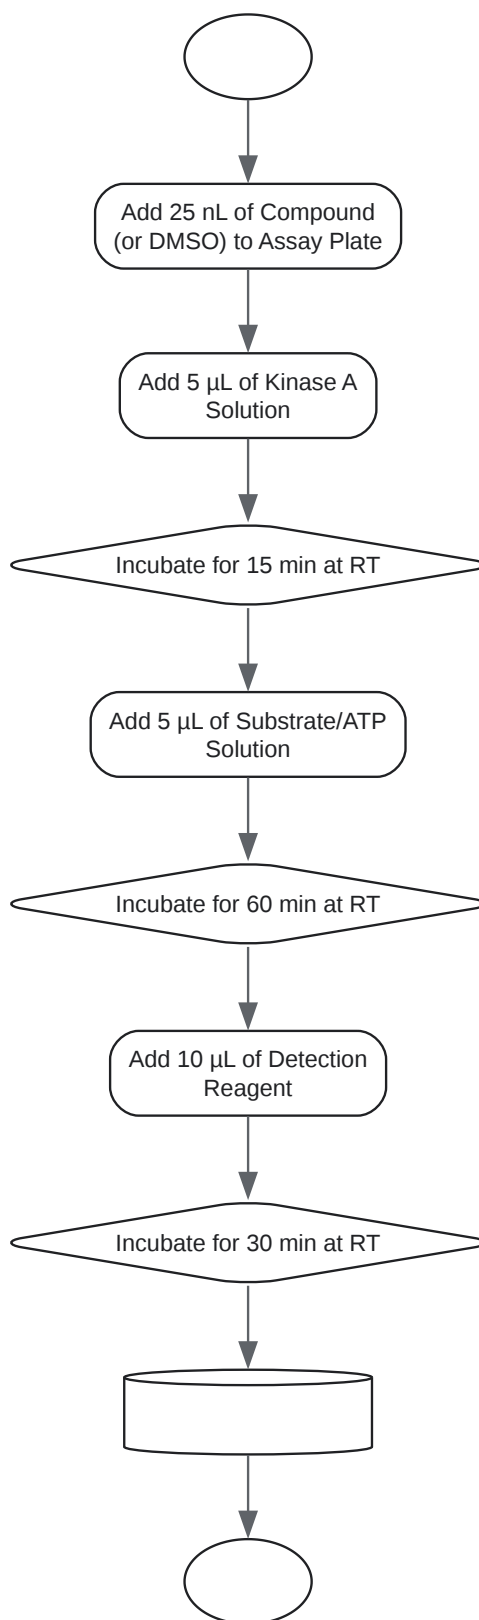 Add 25 nL of Compound
(or DMSO) to Assay Plate
Add 5 µL of Kinase A
Solution
Incubate for 15 min at RT
Add 5 µL of Substrate/ATP
Solution
Incubate for 60 min at RT
Add 10 µL of Detection
Reagent
Incubate for 30 min at RT